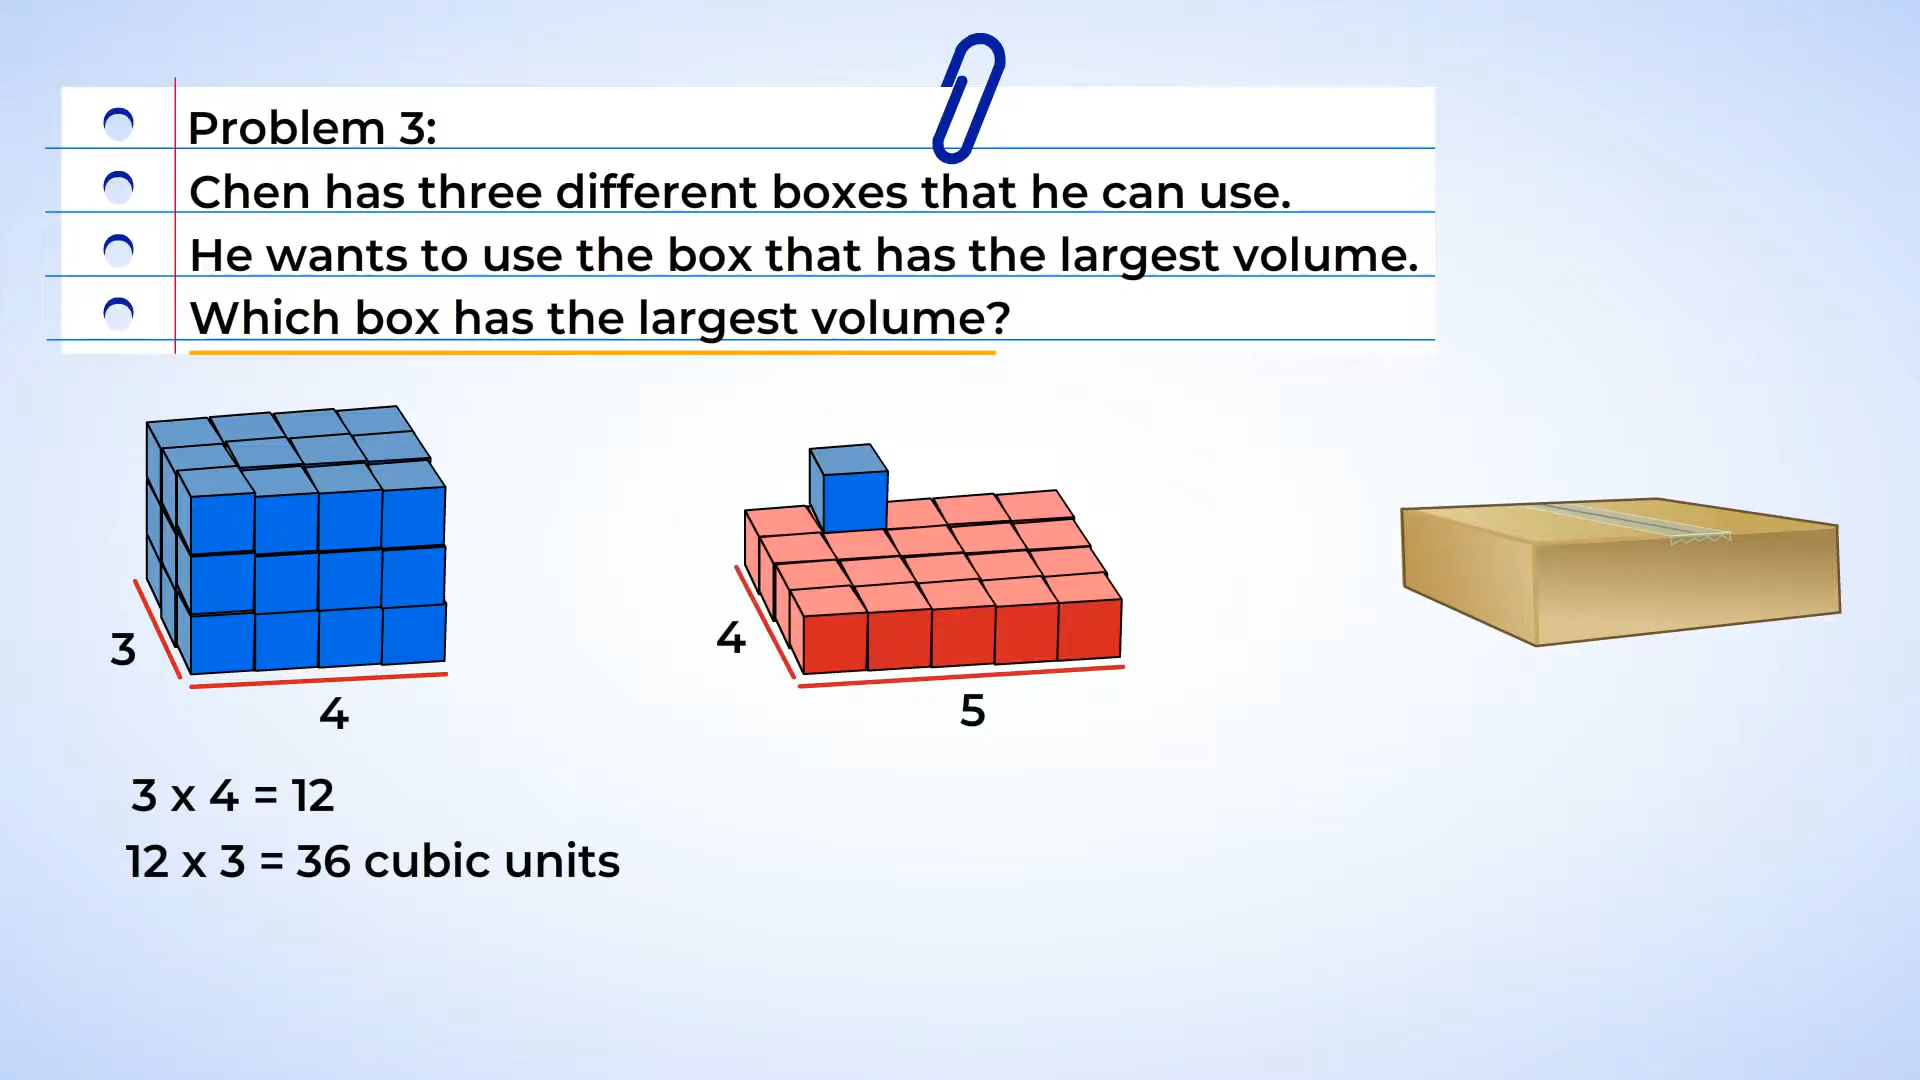 Problem 3:
Chen has three different boxes that he can use.
He wants to use the box that has the largest volume.
Which box has the largest volume?
3
4
4
5
3 x 4 = 12
12 x 3 = 36 cubic units